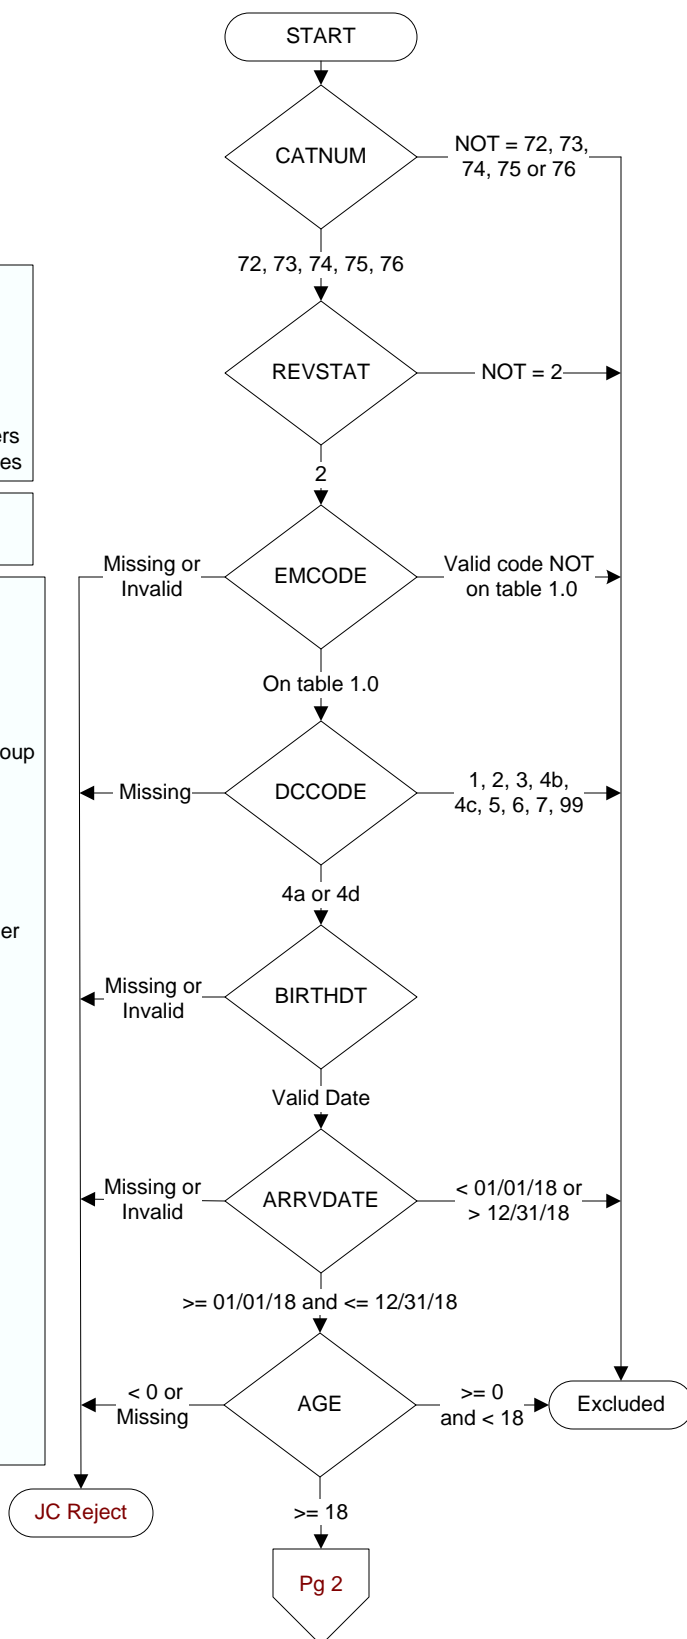 START
CATNUM
NOT = 72, 73,
74, 75 or 76
72, 73, 74, 75, 76
REVSTAT
NOT = 2
ers
es
2
Missing or
Invalid
EMCODE
Valid code NOT
on table 1.0
On table 1.0
oup
Missing
DCCODE
1, 2, 3, 4b,
4c, 5, 6, 7, 99
4a or 4d
er
Missing or
Invalid
BIRTHDT
Valid Date
Missing or
Invalid
ARRVDATE
< 01/01/18 or
> 12/31/18
>= 01/01/18 and <= 12/31/18
< 0 or
Missing
AGE
>= 0
and < 18
Excluded
JC Reject
>= 18
Pg 2